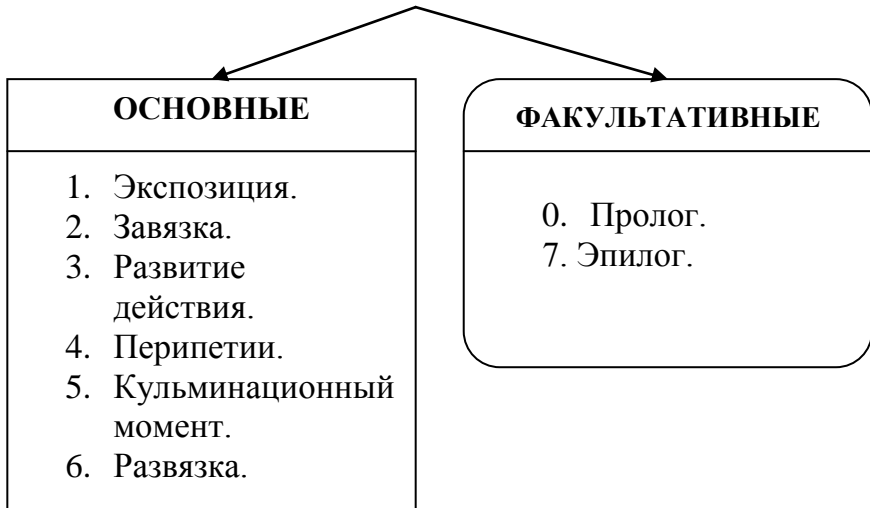 ОСНОВНЫЕ
1. Экспозиция.
2. Завязка.
3. Развитие
действия.
4. Перипетии.
5. Кульминационный
момент.
6. Развязка.
ФАКУЛЬТАТИВНЫЕ
0. Пролог.
7. Эпилог.